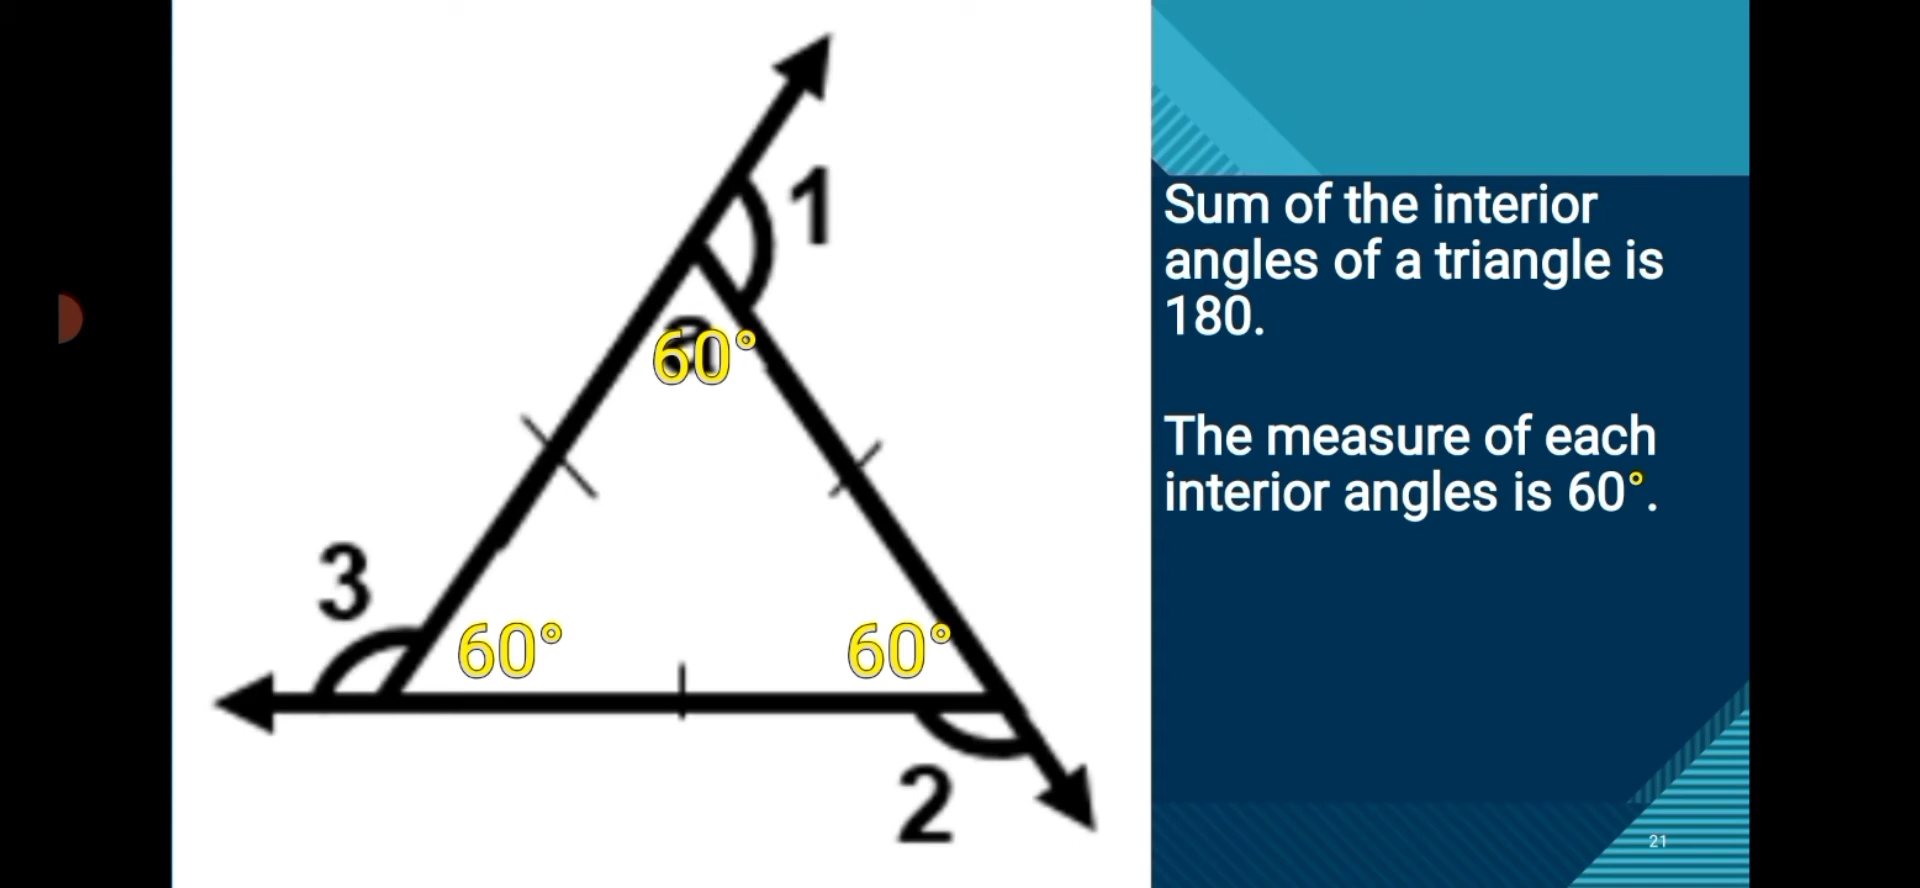 1
60°
3
60°
60°
2
Sum of the interior
angles of a triangle is
180.
The measure of each
interior angles is 60°.
21